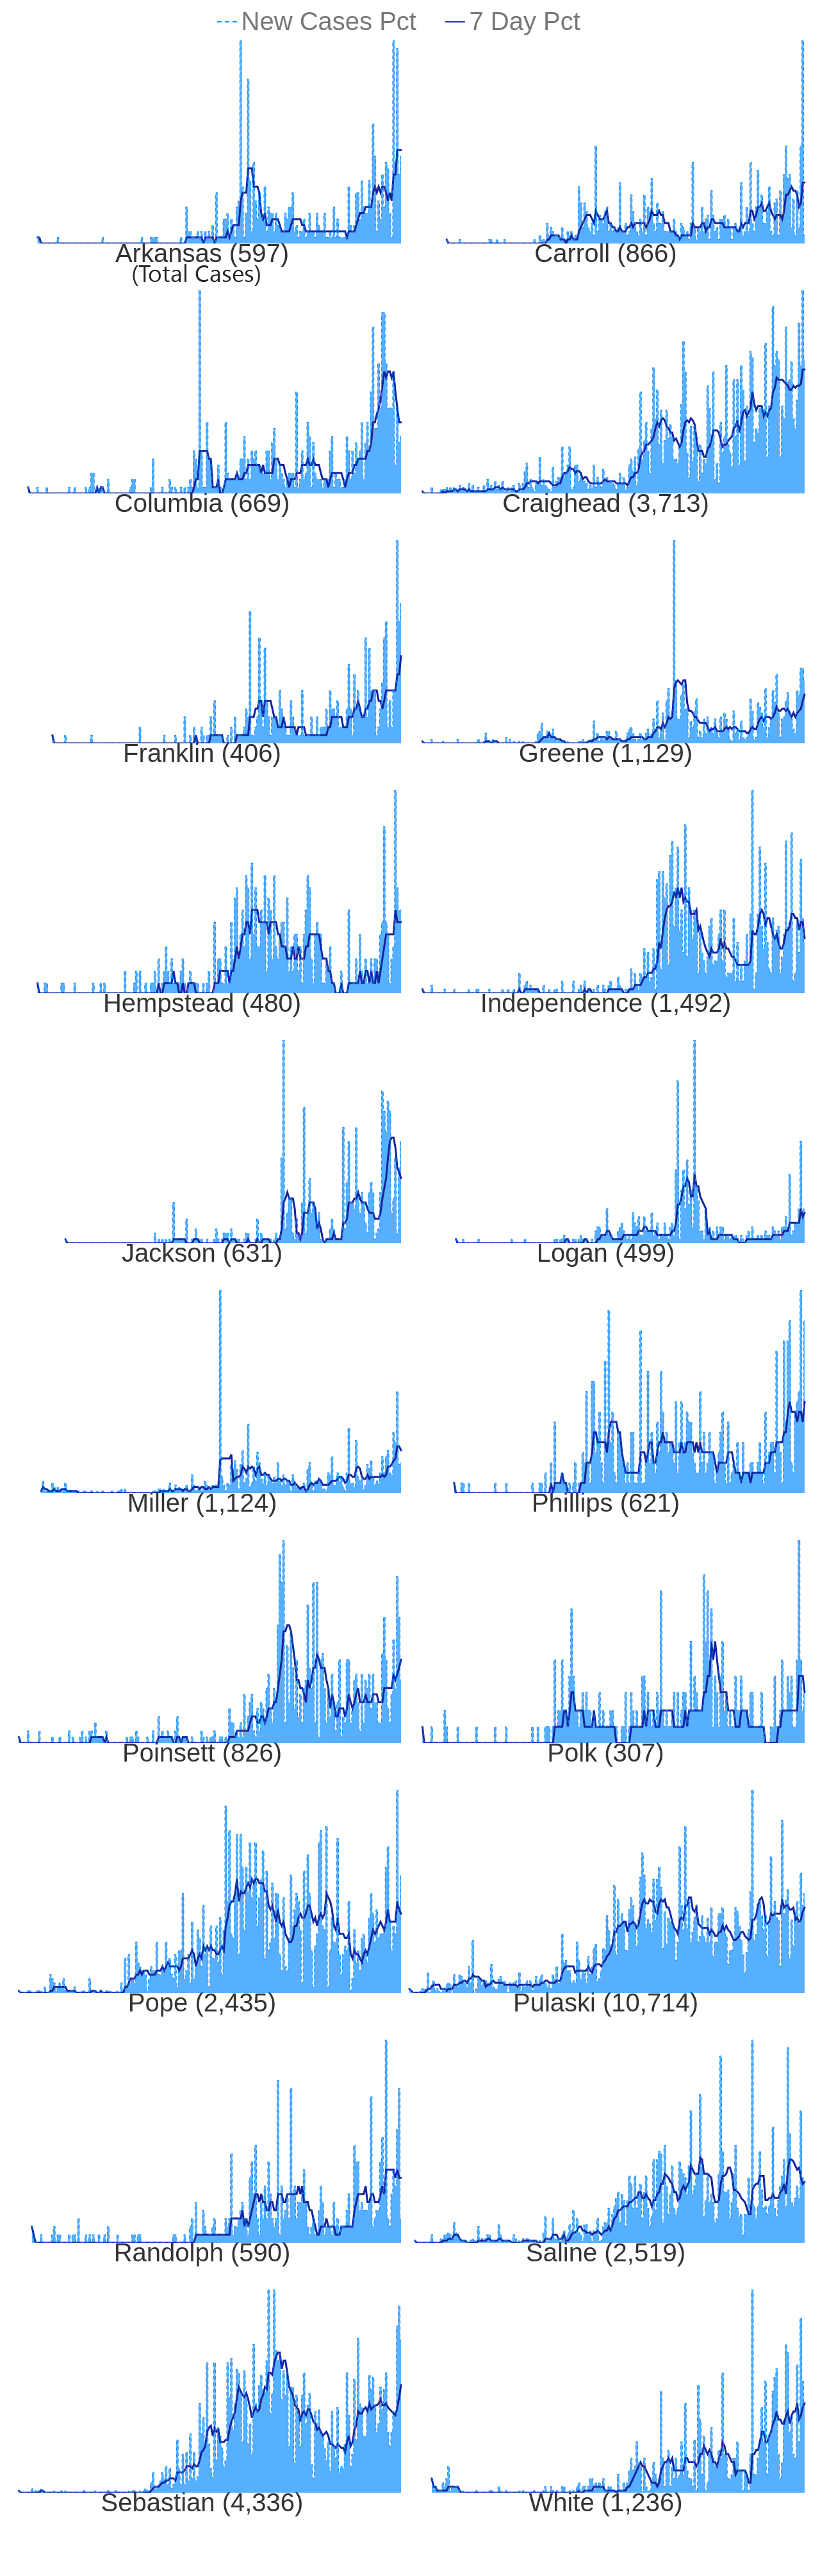 New Cases Pct 7 Day Pct
Arkansas (597) Carroll (866)
(Total Cases)
Columbia (669) Craighead (3,713)
Franklin (406) Greene (1,129)
Hempstead (480) Independence (1,492)
Jackson (631) Logan (499)
Miller (1,124) Phillips (621)
Poinsett (826) Polk (307)
Pope (2,435) Pulaski (10,714)
Randolph (590) Saline (2,519)
Sebastian (4,336) White (1,236)